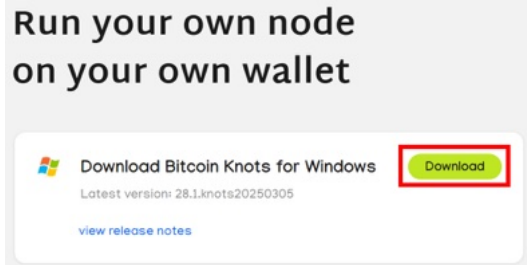 Run your own node
on your own wallet
Download Bitcoin Knots for Windows
Download
Latest version: 28.1.knots20250305
view release notes